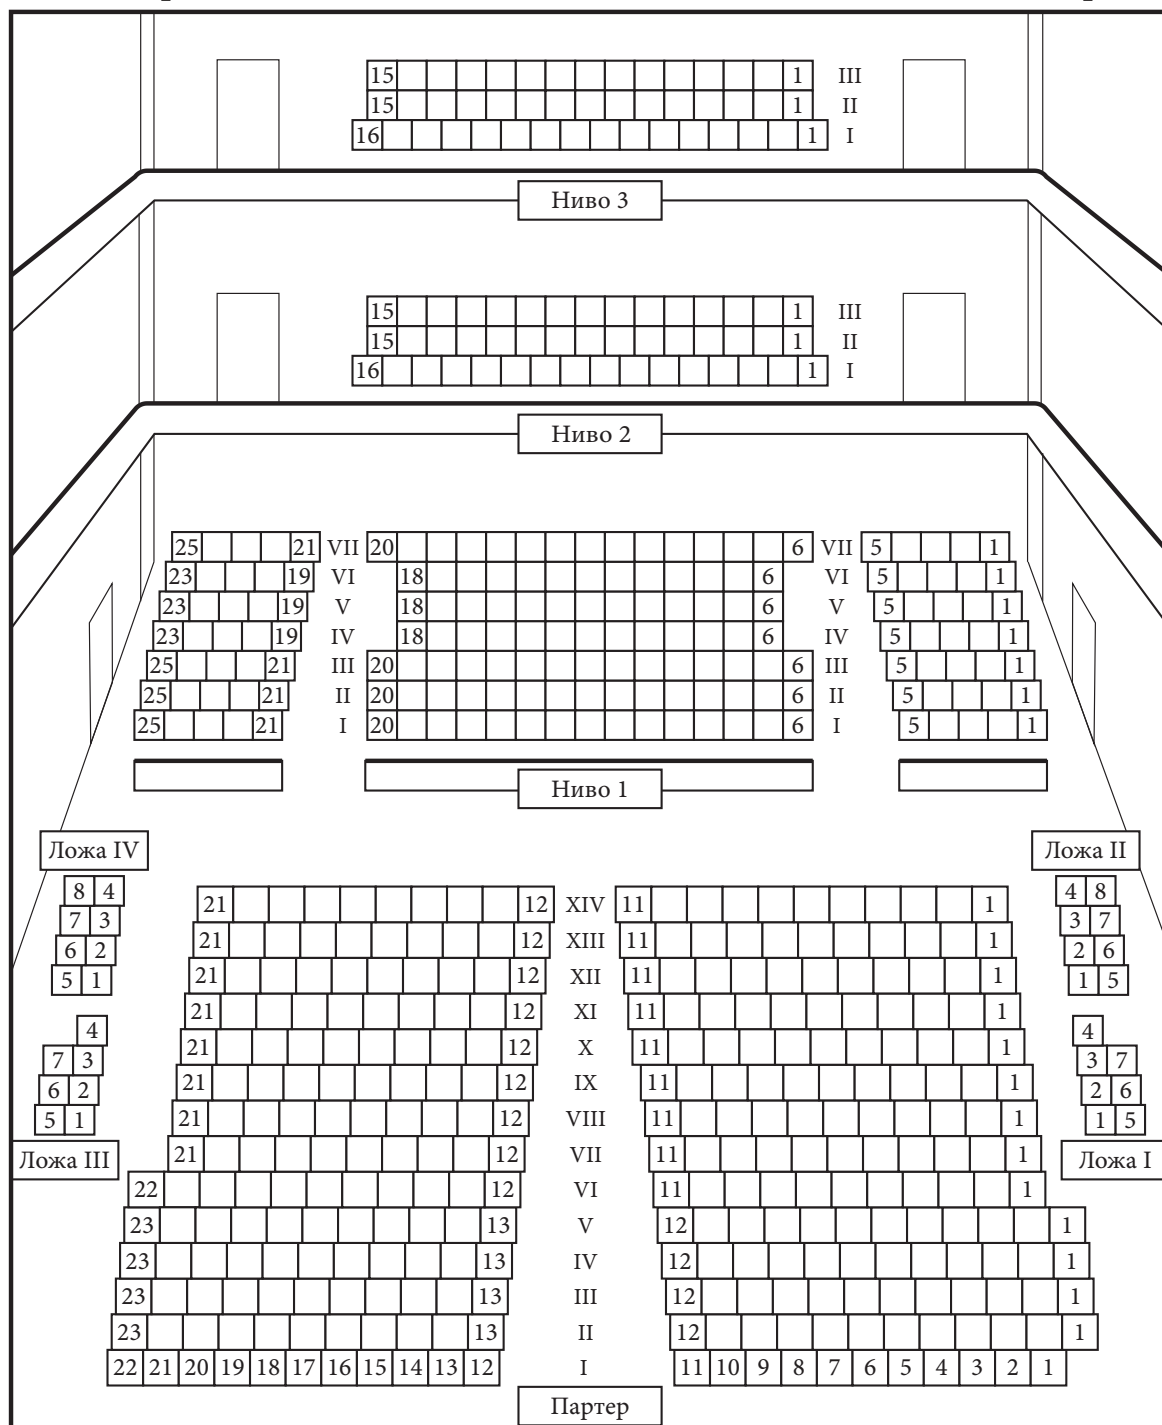 15 1 III
15 1 II
16 1 I
Ниво 3
15 1 III
15 1 II
16 1 I
Ниво 2
25 21 VII 20 6 VII 5 1
23 19 VI 18 6 VI 5 1
23 19 V 18 6 V 5 1
23 19 IV 18 6 IV 5 1
25 21 III 20 6 III 5 1
25 21 II 20 6 II 5 1
25 21 I 20 6 I 5 1
Ниво 1
Ложа IV
8 4
7 3
6 2
5 1
Ложа II
4 8
3 7
2 6
1 5
4
7 3
6 2
5 1
Ложа III
4
3 7
2 6
1 5
Ложа I
21 12 XIV 11 1
21 12 XIII 11 1
21 12 XII 11 1
21 12 XI 11 1
21 12 X 11 1
21 12 IX 11 1
21 12 VIII 11 1
21 12 VII 11 1
22 12 VI 11 1
23 13 V 12 1
23 13 IV 12 1
23 13 III 12 1
23 13 II 12 1
22 21 20 19 18 17 16 15 14 13 12 I 11 10 9 8 7 6 5 4 3 2 1
Партер